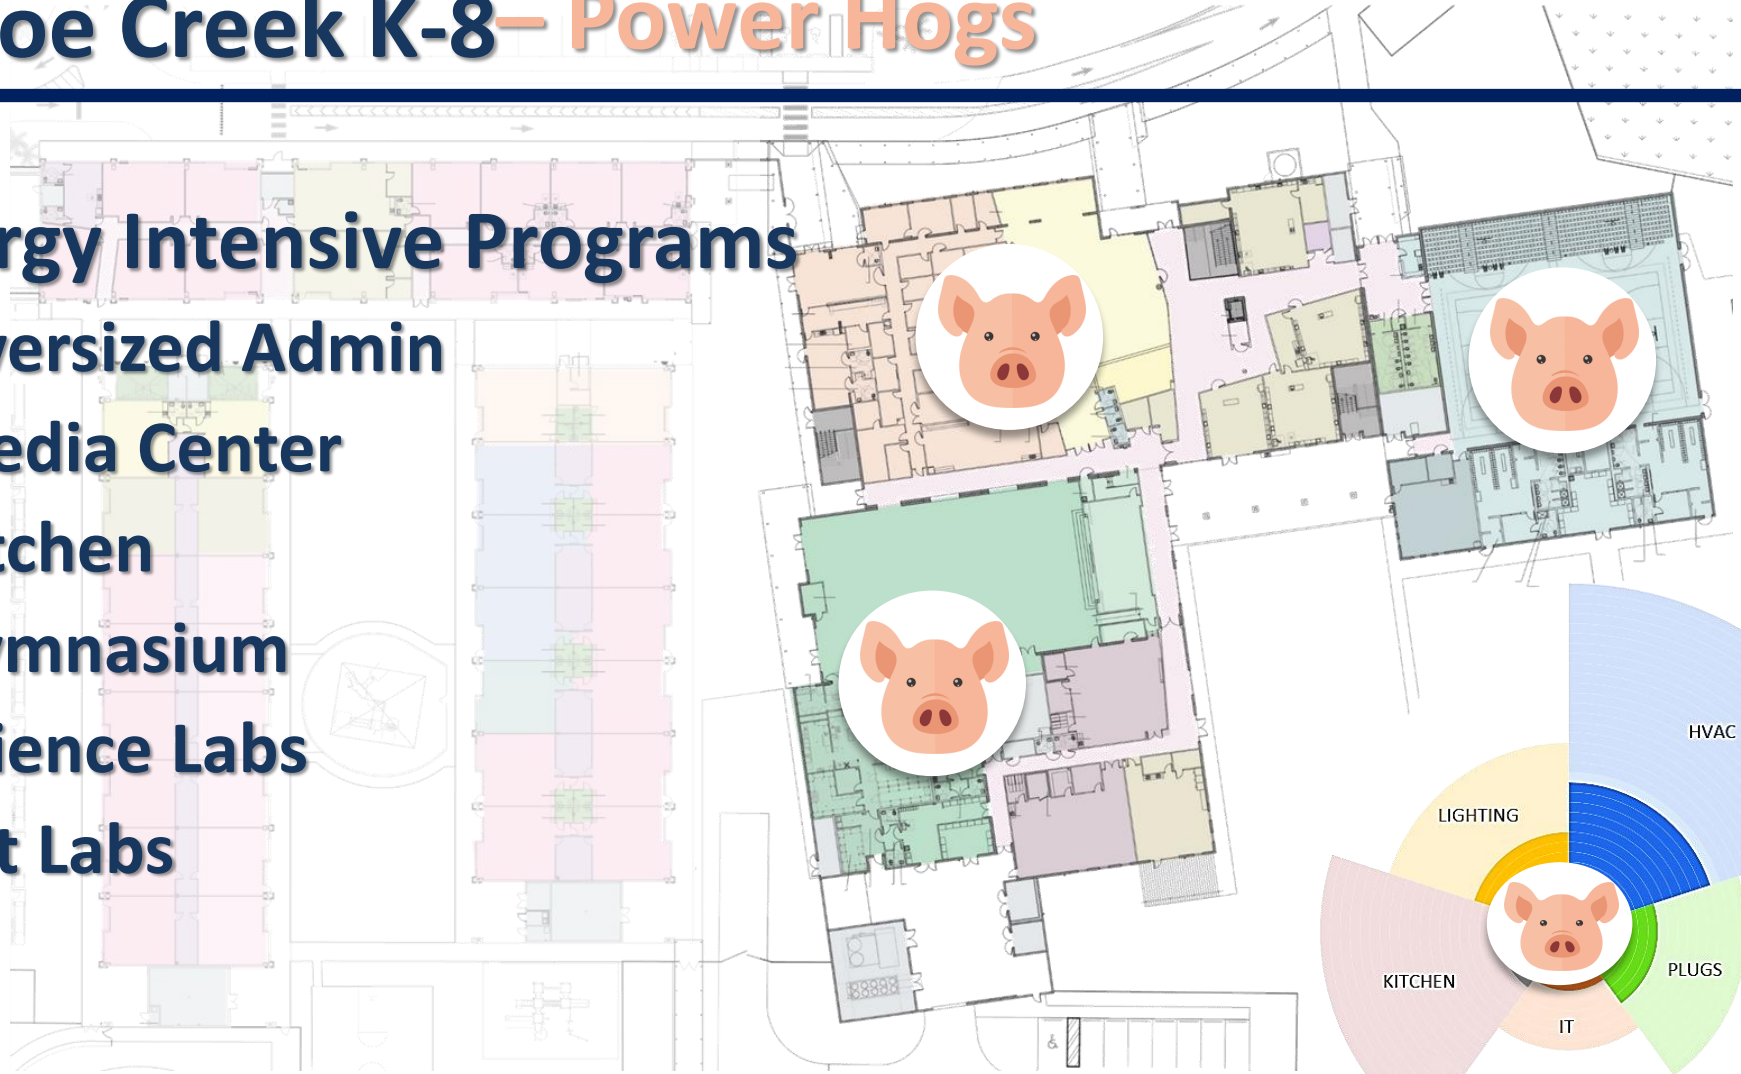 oe Creek K-8 – Power Hogs
rgy Intensive Programs
versized Admin
edia Center
tchen
ymnasium
ience Labs
t Labs
HVAC
LIGHTING
PLUGS
KITCHEN
IT